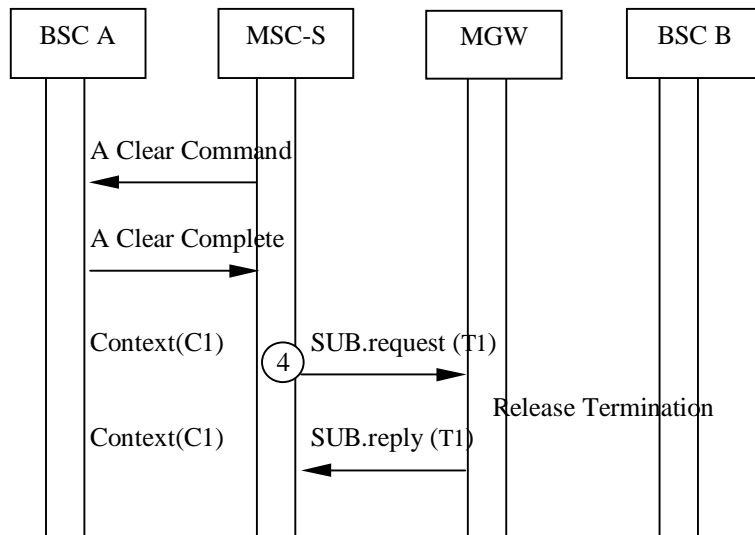 BSC A MSC-S MGW BSC B
A Clear Command
A Clear Complete
Context(C1) SUB.request (T1)
4
Release Termination
Context(C1) SUB.reply (T1)